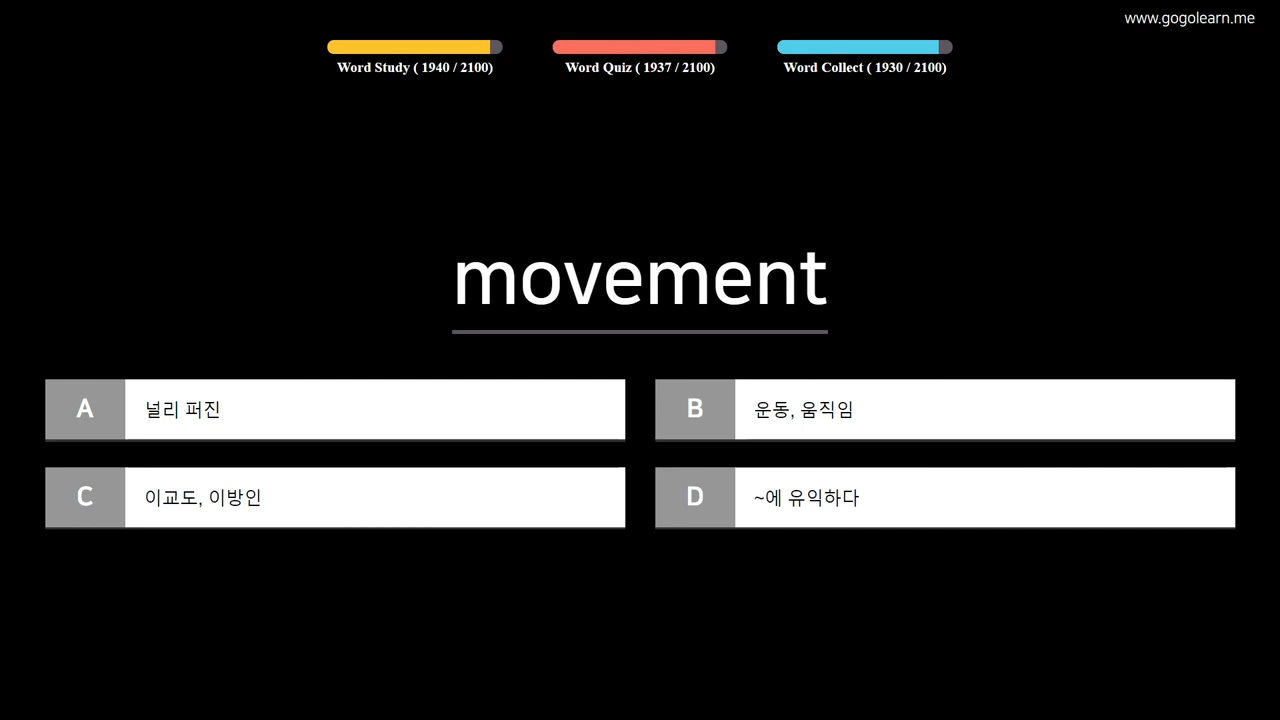 www.gogolearn.me
Word Study ( 1940 / 2100)
Word Quiz ( 1937 / 2100)
Word Collect ( 1930 / 2100)
movement
A 널리 퍼진
B 운동, 움직임
C 이교도, 이방인
D ~에 유익하다